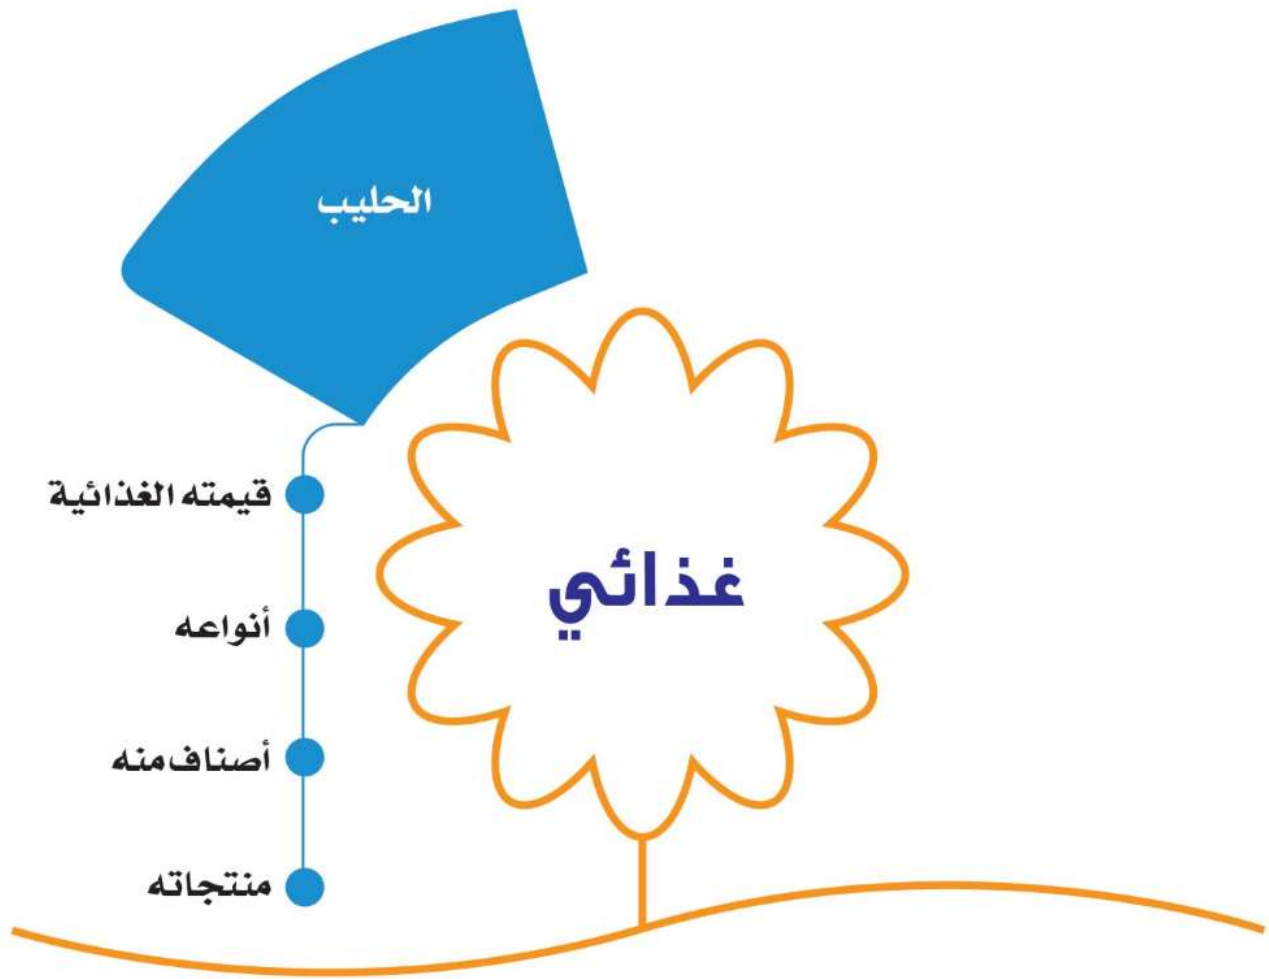 الحليب
قيمته الغذائية
أنواعه
أصناف منه
منتجاته
غذائي